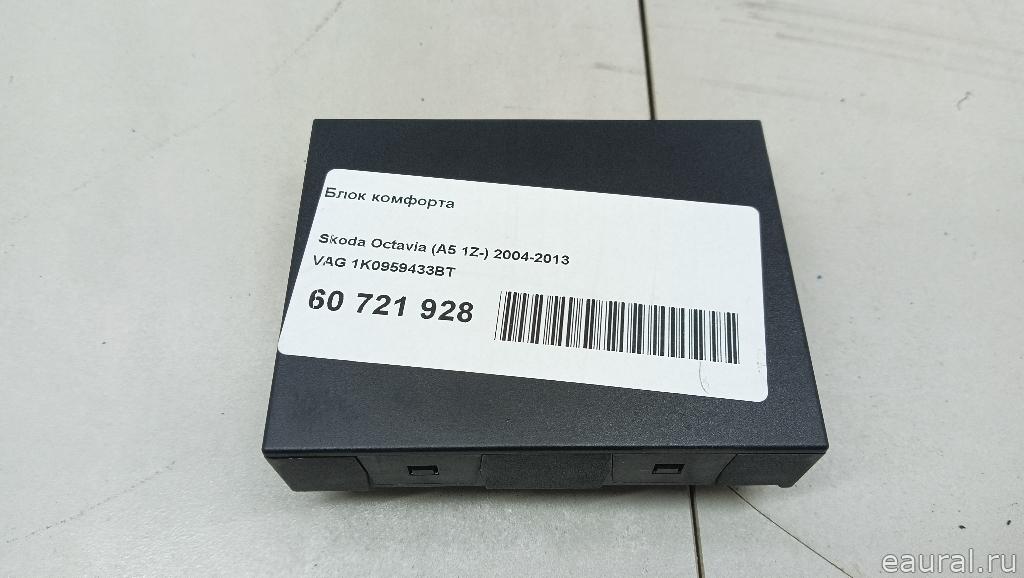 Блок комфорта
Skoda Octavia (A5 1Z-) 2004-2013
VAG 1K0959433BT
60 721 928
eaural.ru